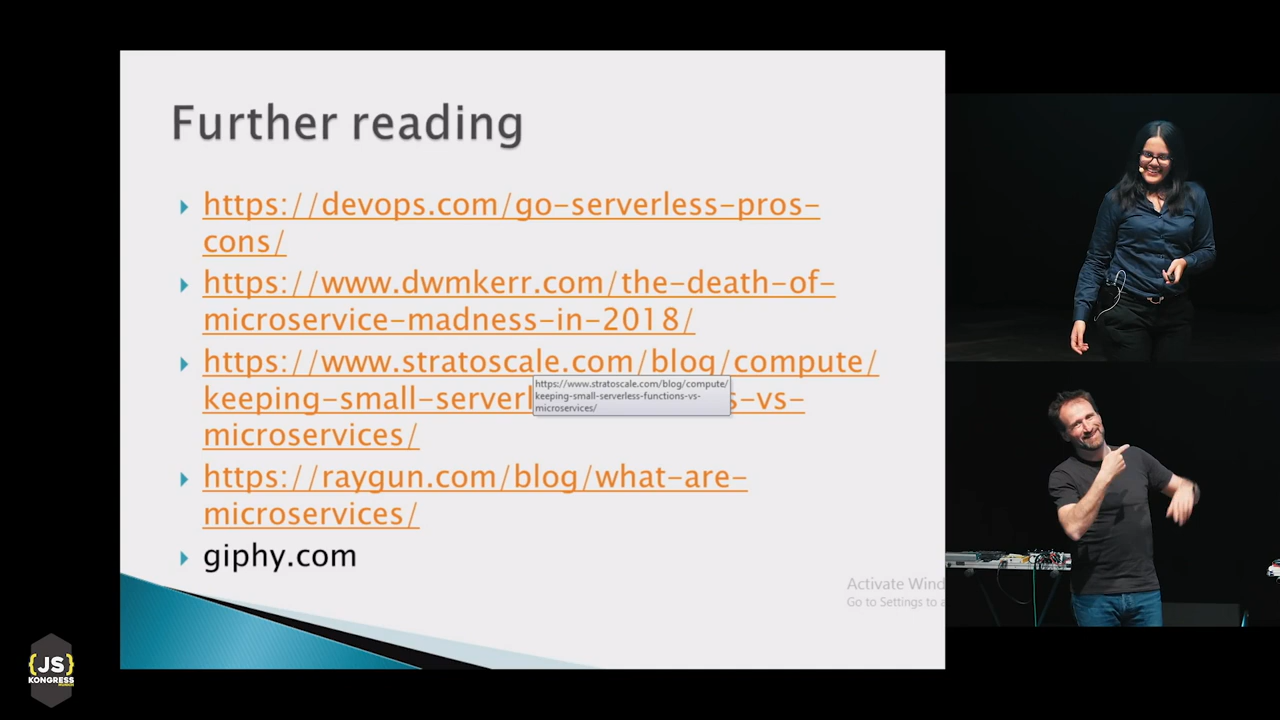 Further reading
https://devops.com/go-serverless-pros-
cons/
https://www.dwmkerr.com/the-death-of-
microservice-madness-in-2018/
https://www.stratoscale.com/blog/compute/
keeping-small-serverl s-vs-
microservices/
https://www.stratoscale.com/blog/compute/
keeping-small-serverless-functions-vs-
microservices/
https://raygun.com/blog/what-are-
microservices/
giphy.com
Activate Wind
Go to Settings to a
{JS}
KONGRESS